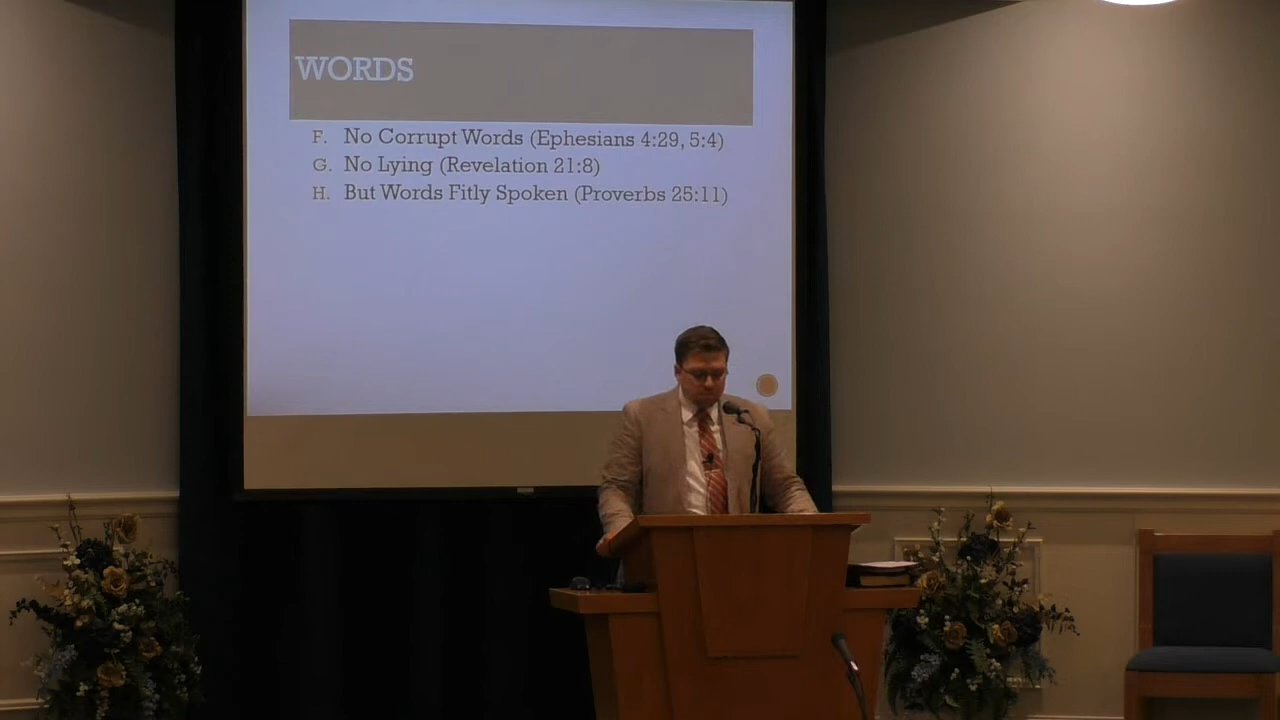 WORDS
F. No Corrupt Words (Ephesians 4:29, 5:4)
G. No Lying (Revelation 21:8)
H. But Words Fitly Spoken (Proverbs 25:11)